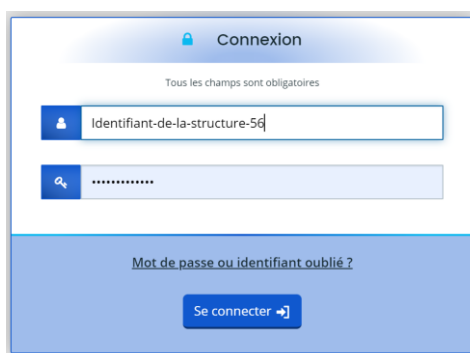 Connexion
Tous les champs sont obligatoires
Identifiant-de-la-structure-56
•••••••••••••
Mot de passe ou identifiant oublié ?
Se connecter